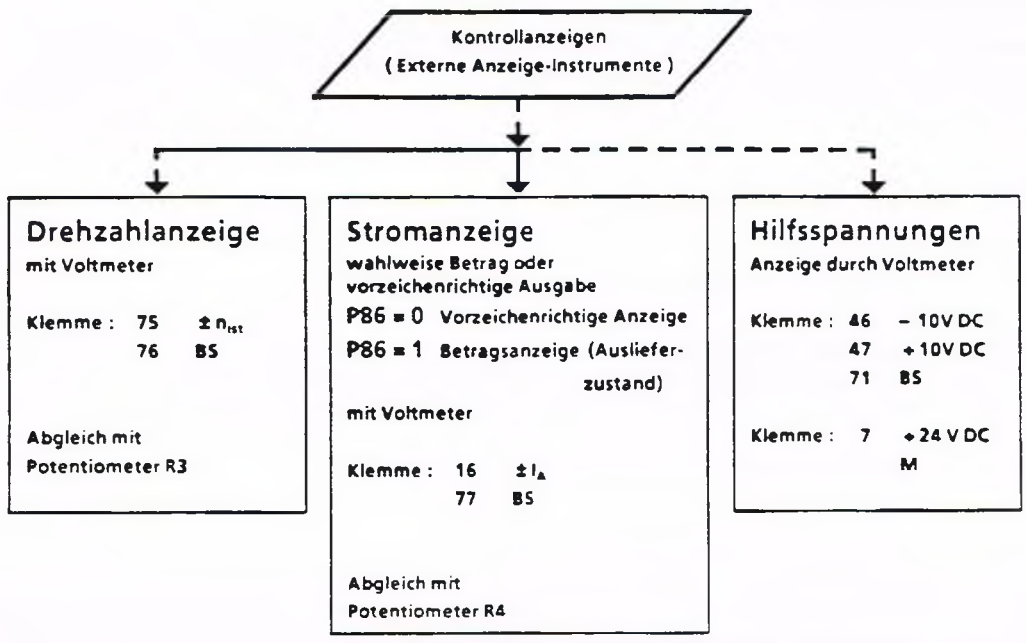 Kontrollanzeigen
( Externe Anzeige-Instrumente )
Drehzahlanzeige
mit Voltmeter
Klemme : 75 ± nist
76 BS
Abgleich mit
Potentiometer R3
Stromanzeige
wahlweise Betrag oder
vorzeichenrichtige Ausgabe
P86 = 0 Vorzeichenrichtige Anzeige
P86 = 1 Betragsanzeige (Ausliefer-
zustand)
mit Voltmeter
Klemme : 16 ± IA
77 BS
Abgleich mit
Potentiometer R4
Hilfsspannungen
Anzeige durch Voltmeter
Klemme : 46 – 10V DC
47 + 10V DC
71 BS
Klemme : 7 + 24 V DC
M